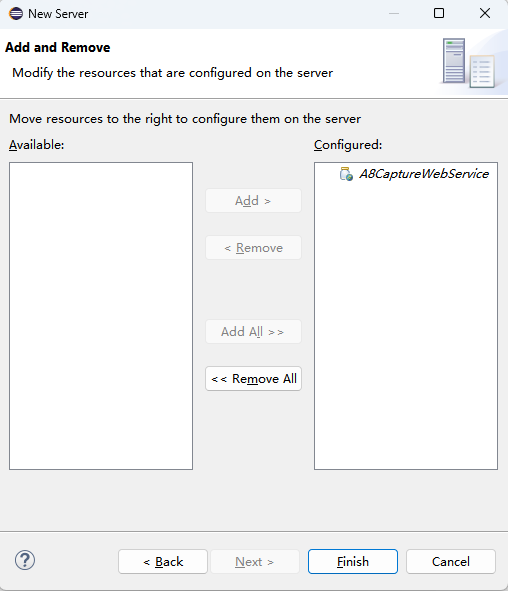 New Server
Add and Remove
Modify the resources that are configured on the server
Move resources to the right to configure them on the server
Available:
Configured:
A8CaptureWebService
Add >
< Remove
Add All >>
<< Remove All
?
< Back
Next >
Finish
Cancel